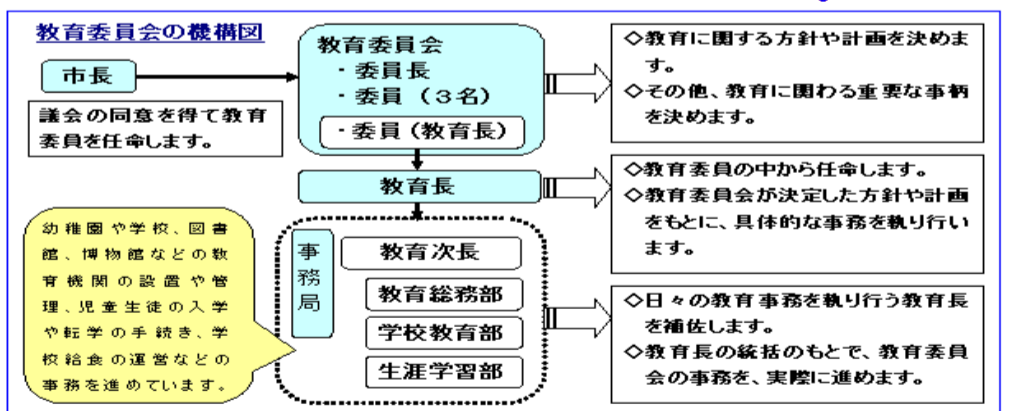 教育委員会の機構図
市長
議会の同意を得て教育
委員を任命します。
教育委員会
・委員長
・委員（３名）
・委員（教育長）
◇教育に関する方針や計画を決めま
す。
◇その他、教育に関わる重要な事柄
を決めます。
教育長
◇教育委員の中から任命します。
◇教育委員会が決定した方針や計画
をもとに、具体的な事務を執り行い
ます。
幼稚園や学校、図書
館、博物館などの教
育機関の設置や管
理、児童生徒の入学
や転学の手続き、学
校給食の運営などの
事務を進めています。
事
務
局
教育次長
教育総務部
学校教育部
生涯学習部
◇日々の教育事務を執り行う教育長
を補佐します。
◇教育長の統括のもとで、教育委員
会の事務を、実際に進めます。